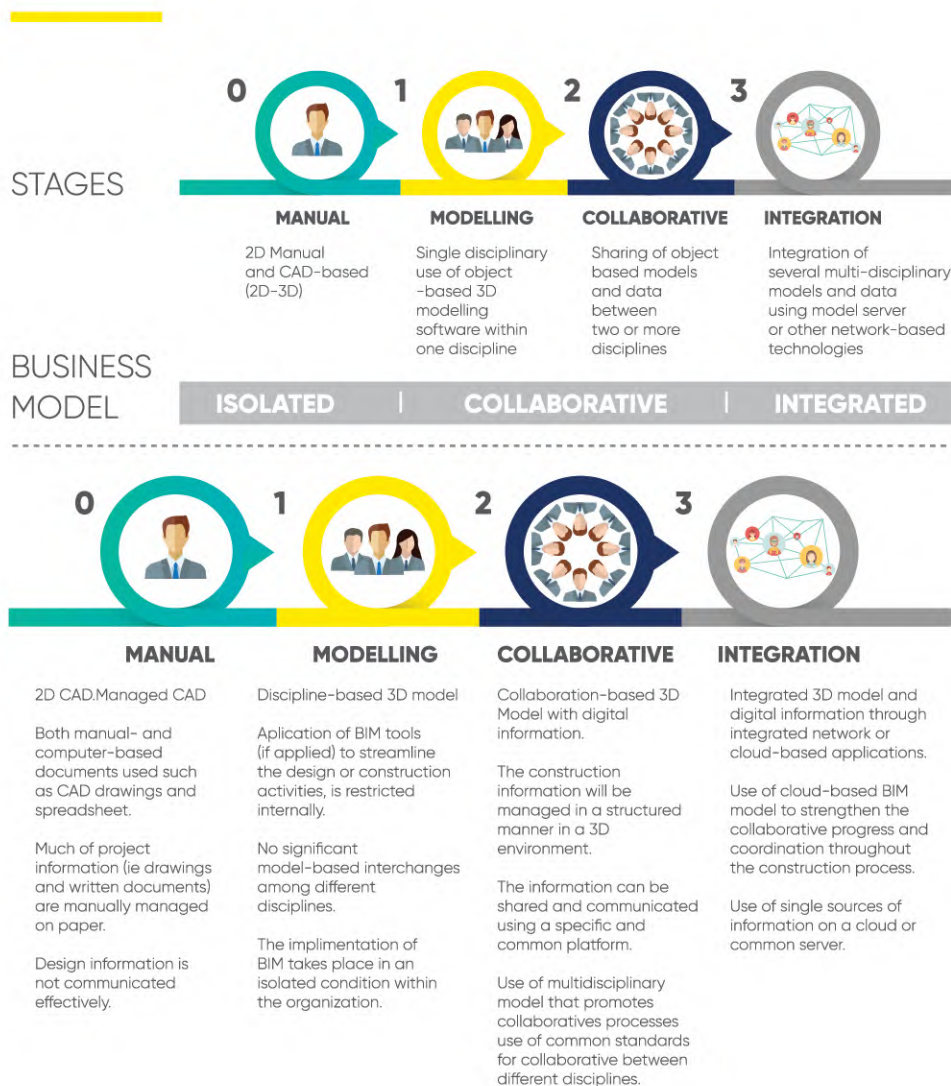 0
1
2
3
STAGES
MANUAL
2D Manual
and CAD-based
(2D-3D)
MODELLING
Single disciplinary
use of object
-based 3D
modelling
software within
one discipline
COLLABORATIVE
Sharing of object
based models
and data
between
two or more
disciplines
INTEGRATION
Integration of
several multi-disciplinary
models and data
using model server
or other network-based
technologies
BUSINESS
MODEL
ISOLATED | COLLABORATIVE | INTEGRATED
0
1
2
3
MANUAL
2D CAD.Managed CAD
Both manual- and
computer-based
documents used such
as CAD drawings and
spreadsheet.
Much of project
information (ie drawings
and written documents)
are manually managed
on paper.
Design information is
not communicated
effectively.
MODELLING
Discipline-based 3D model
Aplication of BIM tools
(if applied) to streamline
the design or construction
activities, is restricted
internally.
No significant
model-based interchanges
among different
disciplines.
The implimentation of
BIM takes place in an
isolated condition within
the organization.
COLLABORATIVE
Collaboration-based 3D
Model with digital
information.
The construction
information will be
managed in a structured
manner in a 3D
environment.
The information can be
shared and communicated
using a specific and
common platform.
Use of multidisciplinary
model that promotes
collaboratives processes
use of common standards
for collaborative between
different disciplines.
INTEGRATION
Integrated 3D model and
digital information through
integrated network or
cloud-based applications.
Use of cloud-based BIM
model to strengthen the
collaborative progress and
coordination throughout
the construction process.
Use of single sources of
information on a cloud or
common server.